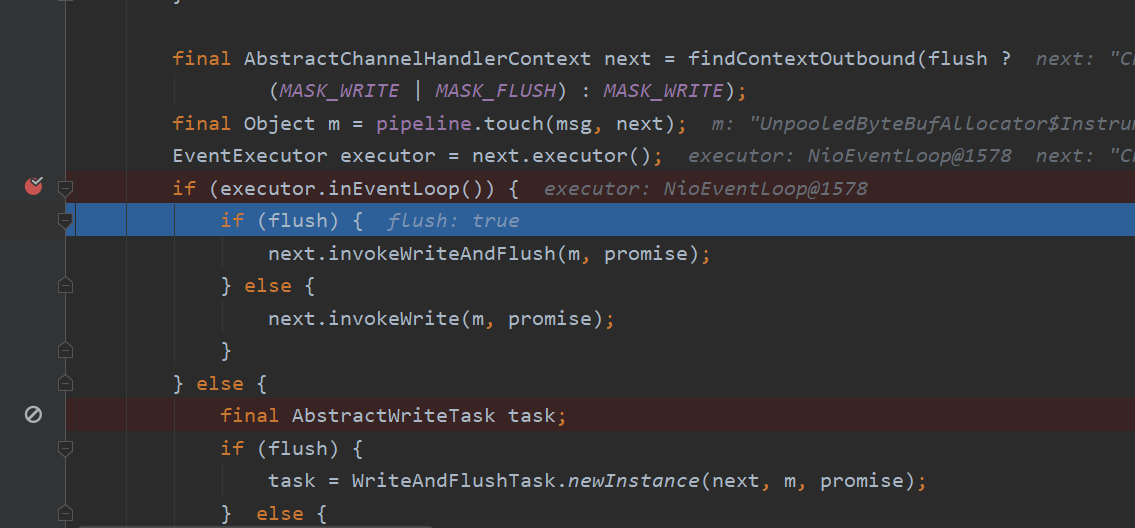 }
final AbstractChannelHandlerContext next = findContextOutbound(flush ?  next: "C
(MASK_WRITE | MASK_FLUSH) : MASK_WRITE);
final Object m = pipeline.touch(msg, next);  m: "UnpooledByteBufAllocator$Instru
EventExecutor executor = next.executor();  executor: NioEventLoop@1578  next: "C
if (executor.inEventLoop()) {  executor: NioEventLoop@1578
if (flush) {  flush: true
next.invokeWriteAndFlush(m, promise);
} else {
next.invokeWrite(m, promise);
}
} else {
final AbstractWriteTask task;
if (flush) {
task = WriteAndFlushTask.newInstance(next, m, promise);
}  else {